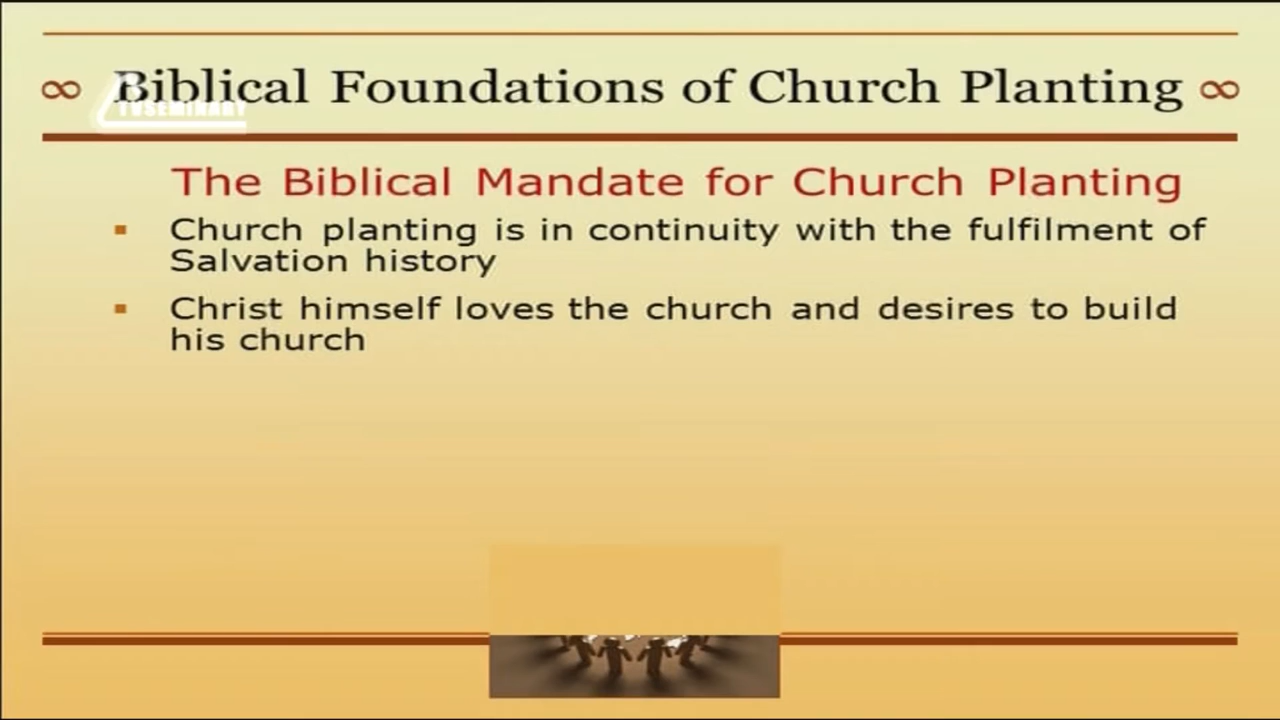 ∞ Biblical Foundations of Church Planting ∞
TVSEMINARY
The Biblical Mandate for Church Planting
▪ Church planting is in continuity with the fulfilment of
Salvation history
▪ Christ himself loves the church and desires to build
his church